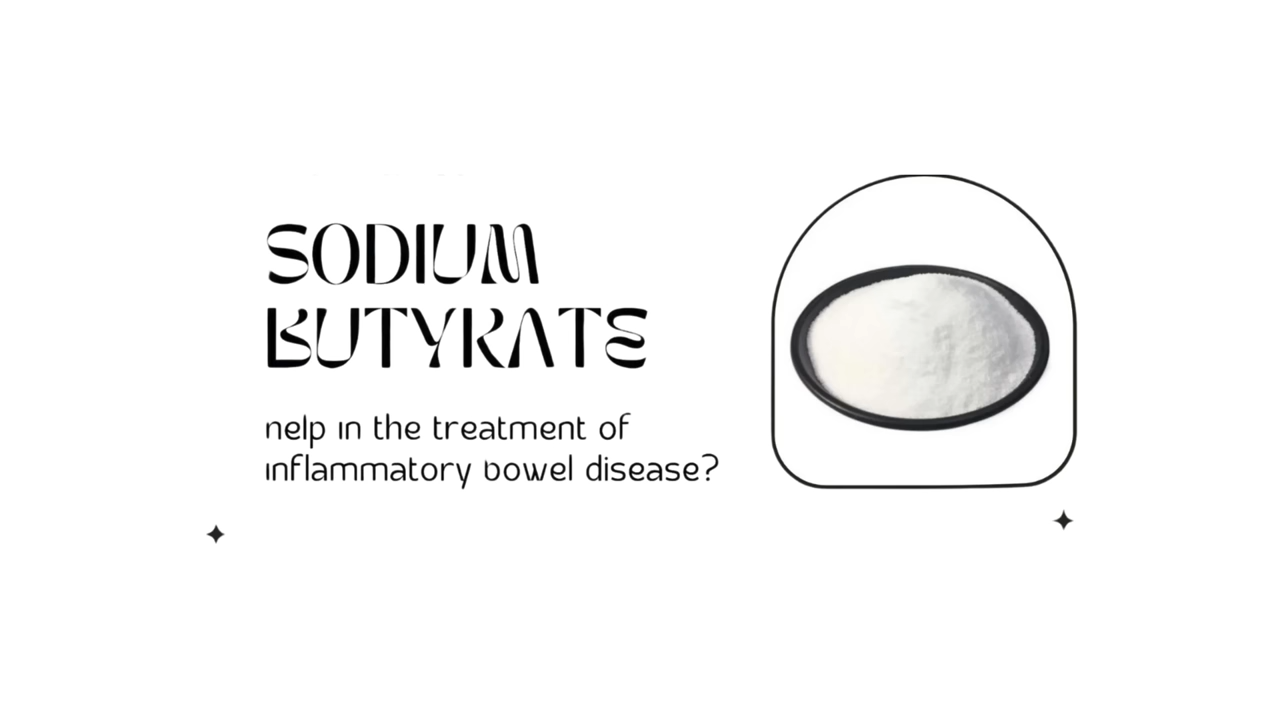 SODIUM
BUTYRATE
help in the treatment of
inflammatory bowel disease?